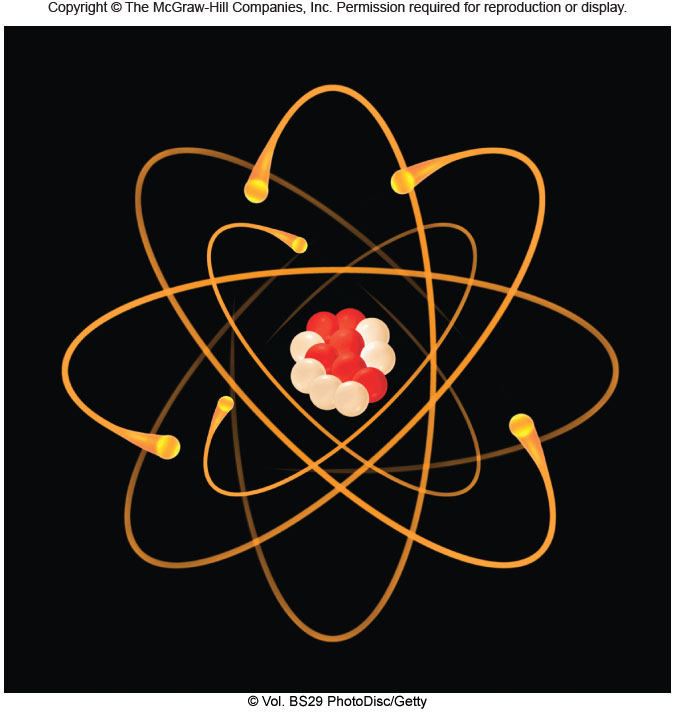 Copyright © The McGraw-Hill Companies, Inc. Permission required for reproduction or display.
© Vol. BS29 PhotoDisc/Getty